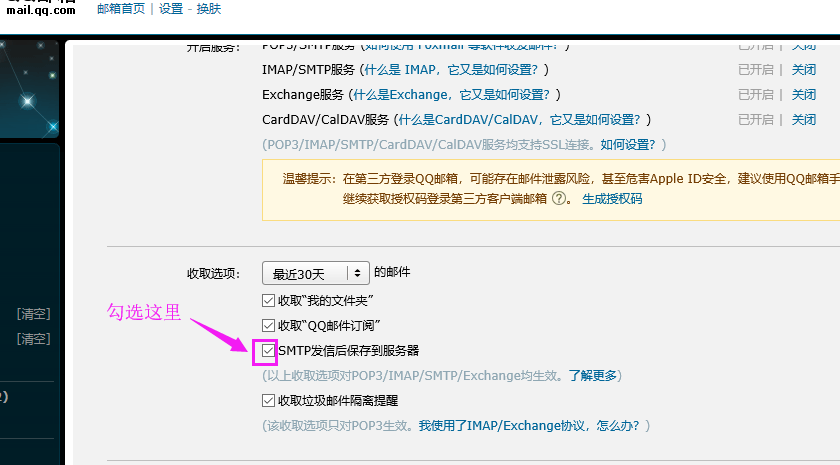 mail.qq.com
邮箱首页 | 设置 - 换肤
开启服务： POP3/SMTP服务 (如何使用 Foxmail 等软件收发邮件？) 已开启 | 关闭
IMAP/SMTP服务 (什么是 IMAP，它又是如何设置？) 已开启 | 关闭
Exchange服务 (什么是Exchange，它又是如何设置？) 已开启 | 关闭
CardDAV/CalDAV服务 (什么是CardDAV/CalDAV，它又是如何设置？) 已开启 | 关闭
(POP3/IMAP/SMTP/CardDAV/CalDAV服务均支持SSL连接。如何设置？)
温馨提示：在第三方登录QQ邮箱，可能存在邮件泄露风险，甚至危害Apple ID安全，建议使用QQ邮箱手
继续获取授权码登录第三方客户端邮箱 ?。 生成授权码
收取选项： 最近30天 的邮件
收取“我的文件夹”
勾选这里
[清空]
收取“QQ邮件订阅”
[清空]
SMTP发信后保存到服务器
(以上收取选项对POP3/IMAP/SMTP/Exchange均生效。了解更多)
收取垃圾邮件隔离提醒
(该收取选项只对POP3生效。我使用了IMAP/Exchange协议，怎么办？)